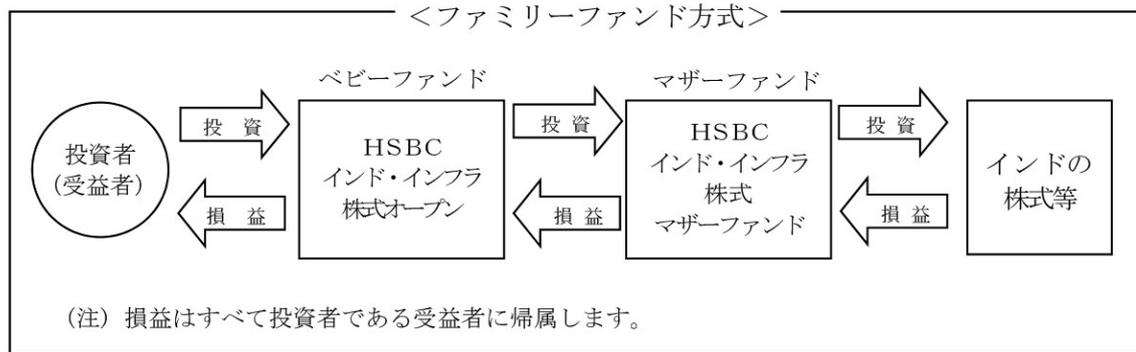 ＜ファミリーファンド方式＞
ベビーファンド
マザーファンド
投資者
（受益者）
投 資
損 益
HSBC
インド・インフラ
株式オープン
投 資
損 益
HSBC
インド・インフラ
株式
マザーファンド
投 資
損 益
インドの
株式等
（注）損益はすべて投資者である受益者に帰属します。